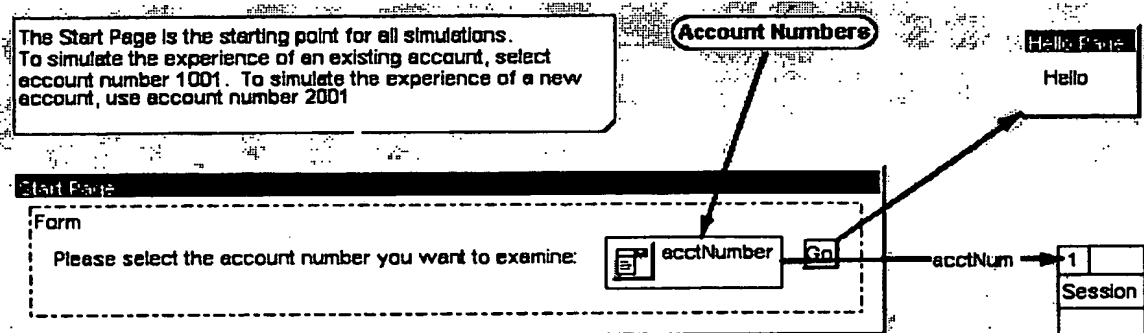 The Start Page is the starting point for all simulations.
To simulate the experience of an existing account, select
account number 1001. To simulate the experience of a new
account, use account number 2001
Account Numbers
Hello Page
Hello
Start Page
Form
Please select the account number you want to examine:
acctNumber
Go
acctNum
1
Session